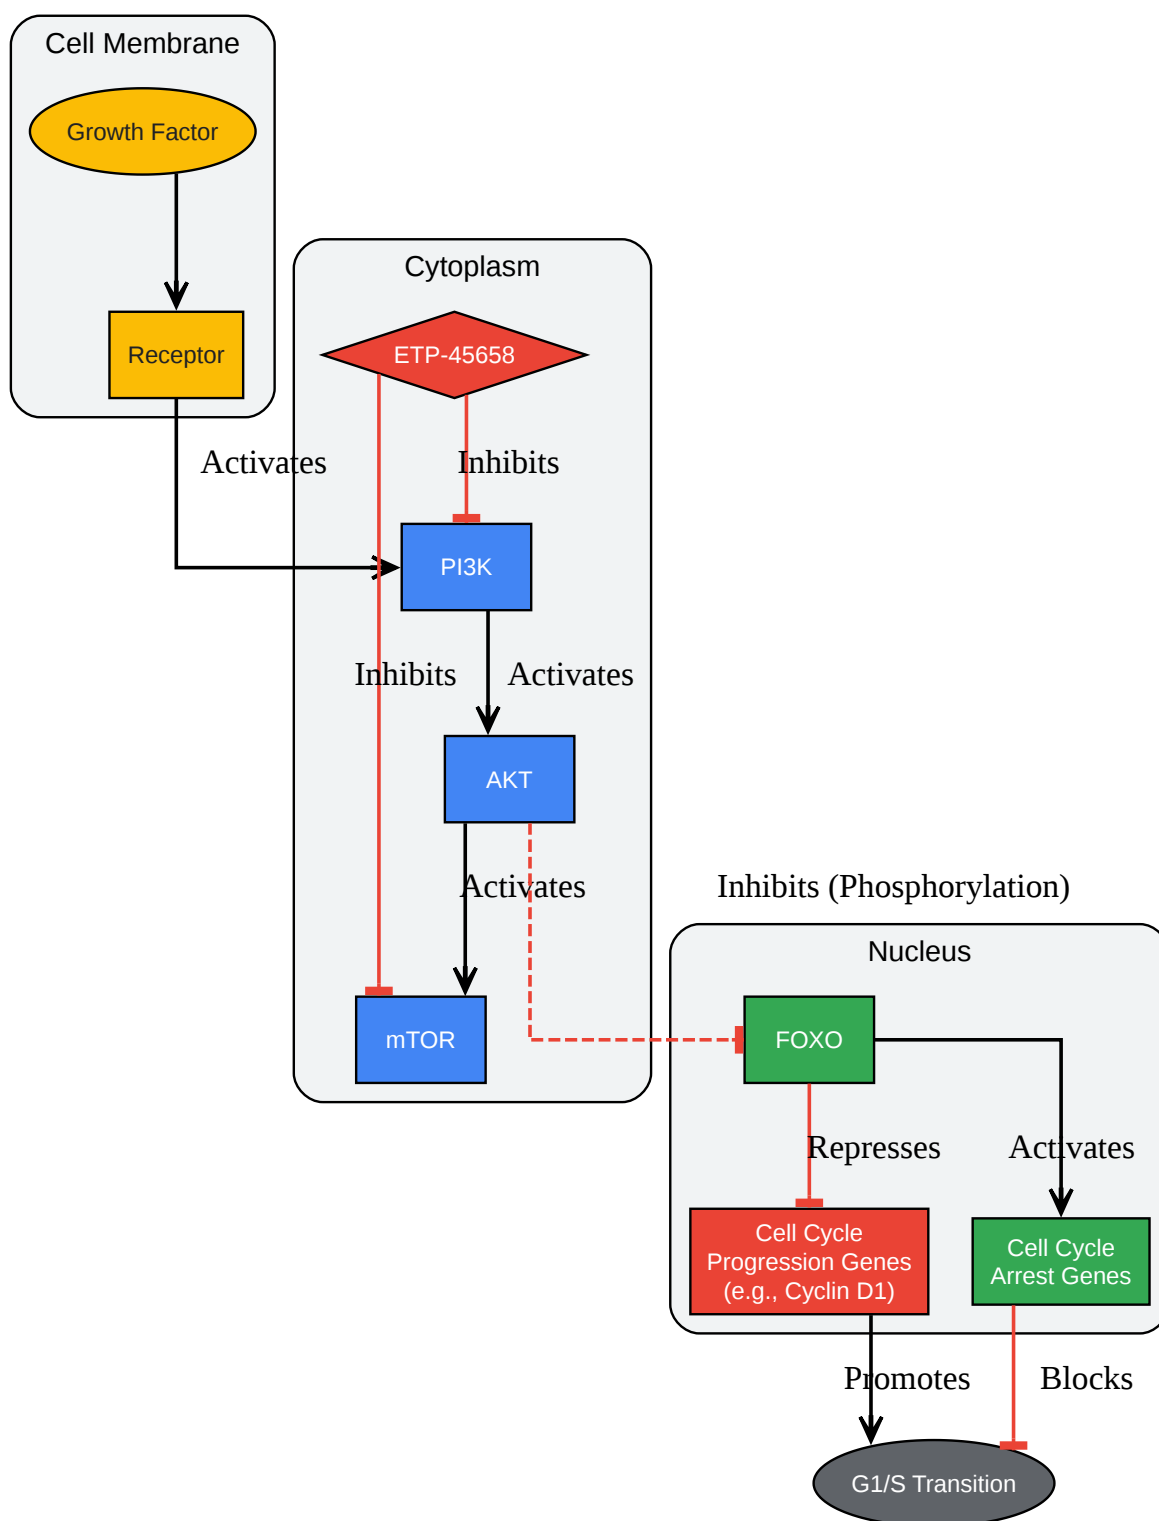 Cell Membrane
Growth Factor
Receptor
Activates
Cytoplasm
ETP-45658
Inhibits
PI3K
Inhibits
Activates
AKT
Activates
mTOR
Inhibits (Phosphorylation)
Nucleus
FOXO
Represses
Activates
Cell Cycle
Progression Genes
(e.g., Cyclin D1)
Cell Cycle
Arrest Genes
Promotes
Blocks
G1/S Transition